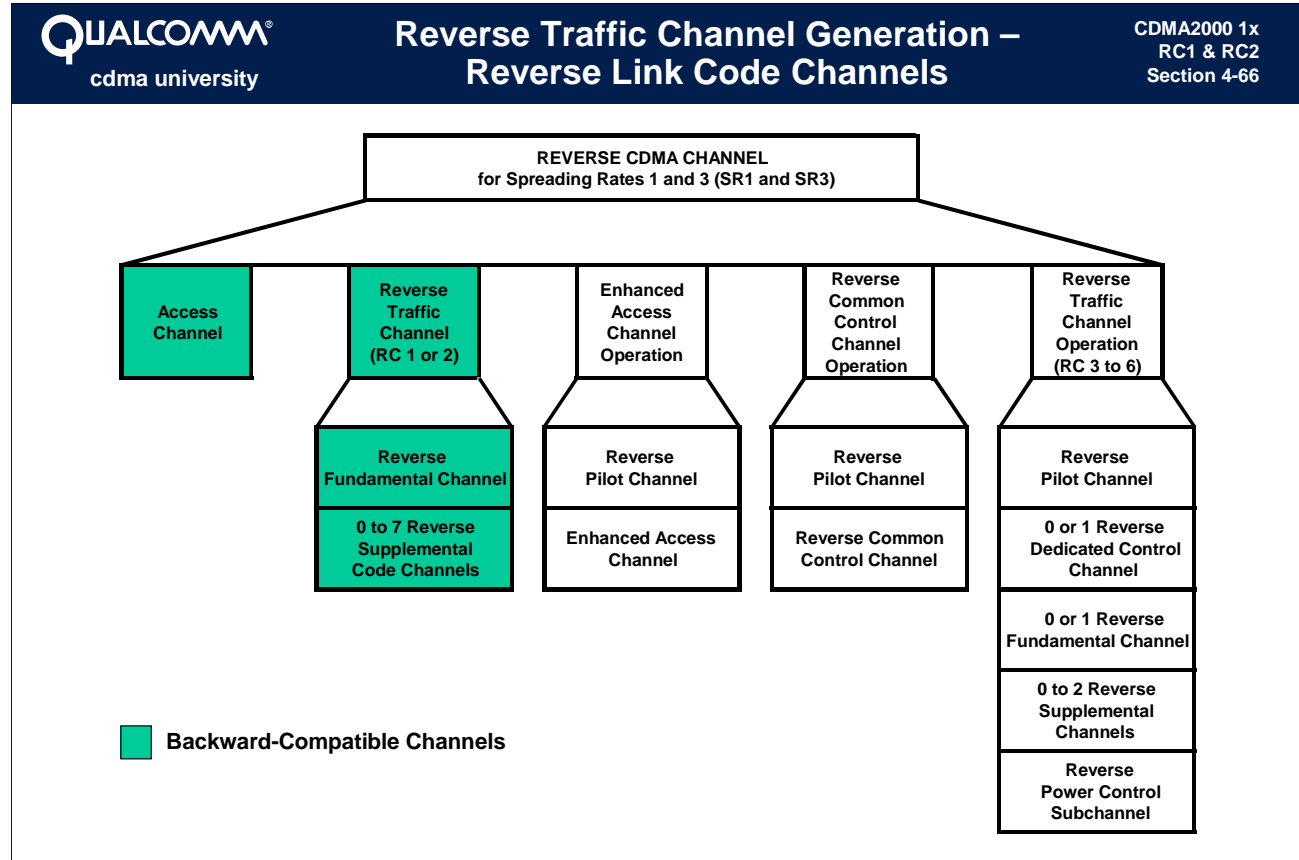 QUALCOMM®
cdma university
Reverse Traffic Channel Generation –
Reverse Link Code Channels
CDMA2000 1x
RC1 & RC2
Section 4-66
REVERSE CDMA CHANNEL
for Spreading Rates 1 and 3 (SR1 and SR3)
Access
Channel
Reverse
Traffic
Channel
(RC 1 or 2)
Enhanced
Access
Channel
Operation
Reverse
Common
Control
Channel
Operation
Reverse
Traffic
Channel
Operation
(RC 3 to 6)
Reverse
Fundamental Channel
0 to 7 Reverse
Supplemental
Code Channels
Reverse
Pilot Channel
Enhanced Access
Channel
Reverse
Pilot Channel
Reverse Common
Control Channel
Reverse
Pilot Channel
0 or 1 Reverse
Dedicated Control
Channel
0 or 1 Reverse
Fundamental Channel
0 to 2 Reverse
Supplemental
Channels
Reverse
Power Control
Subchannel
Backward-Compatible Channels